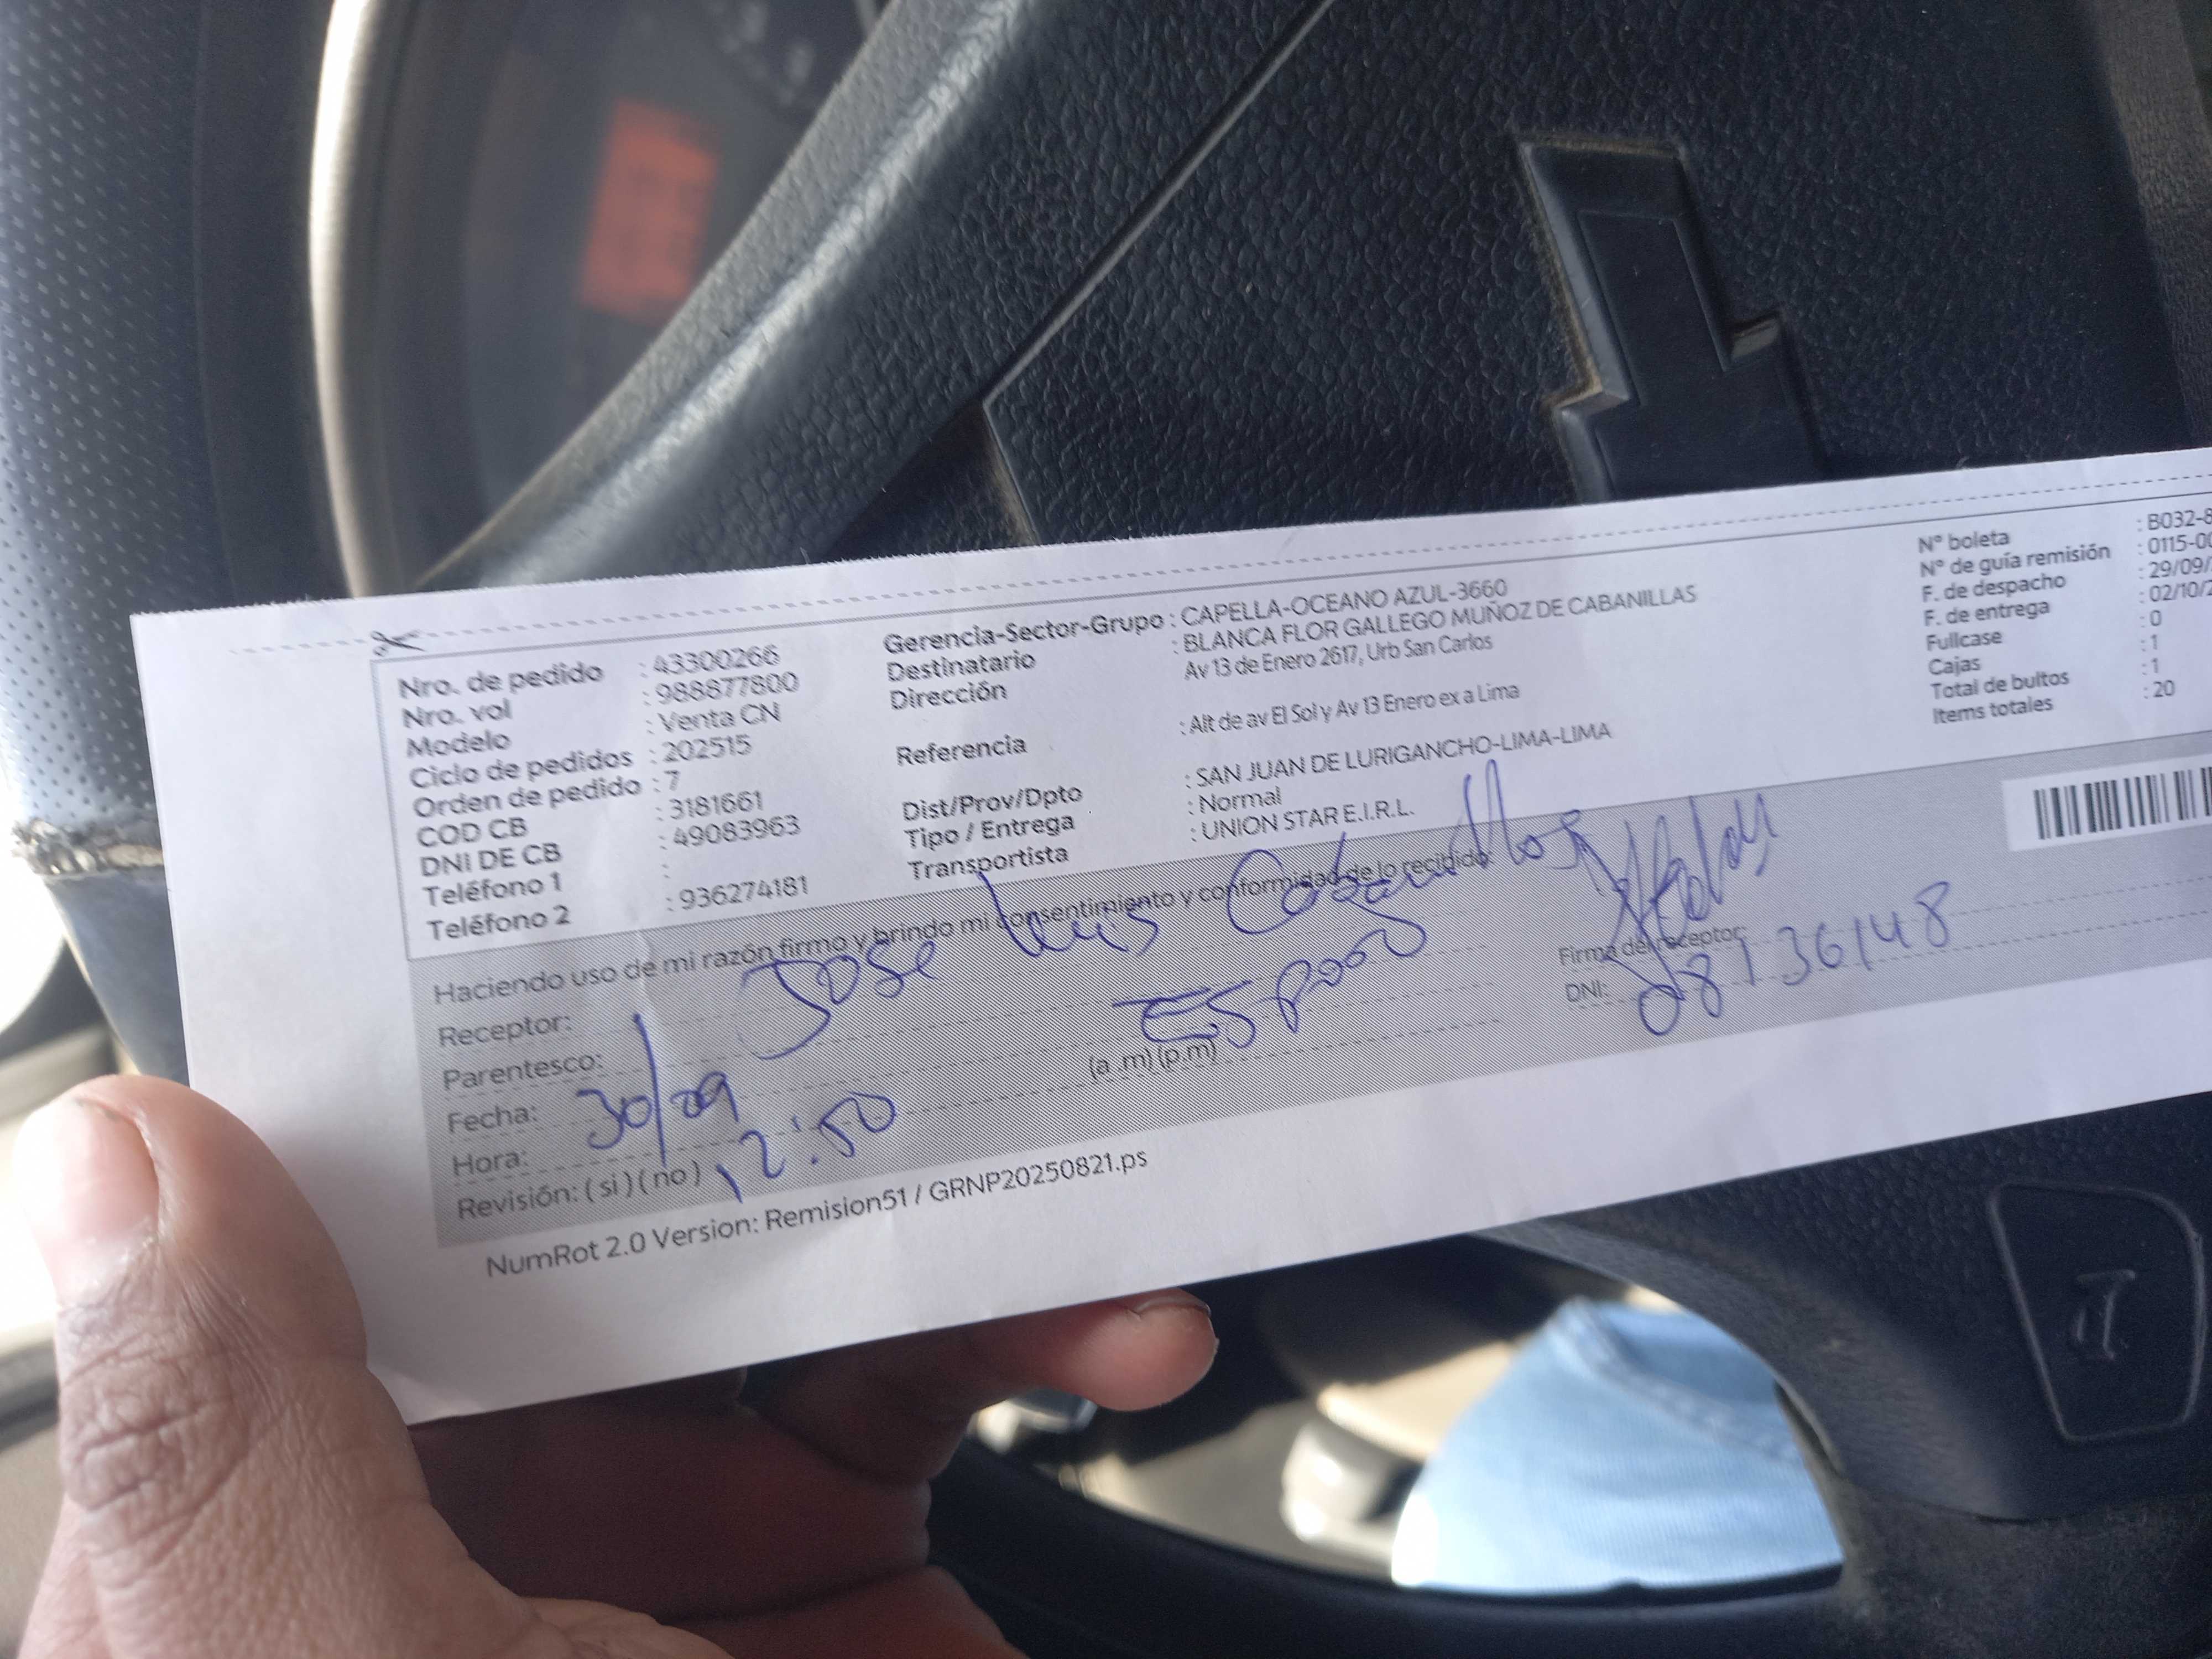 Nro. de pedido : 43300266
Nro. vol : 988877800
Modelo : Venta CN
Ciclo de pedidos : 202515
Orden de pedido : 7
COD CB : 3181661
DNI DE CB : 49083963
Teléfono 1 :
Teléfono 2 : 936274181
Gerencia-Sector-Grupo : CAPELLA-OCEANO AZUL-3660
Destinatario : BLANCA FLOR GALLEGO MUÑOZ DE CABANILLAS
Dirección Av 13 de Enero 2617, Urb San Carlos
Referencia : Alt de av El Sol y Av 13 Enero ex a Lima
Dist/Prov/Dpto : SAN JUAN DE LURIGANCHO-LIMA-LIMA
Tipo / Entrega : Normal
Transportista : UNION STAR E.I.R.L.
N° boleta : B032-8
N° de guía remisión : 0115-00
F. de despacho : 29/09/
F. de entrega : 02/10/2
Fullcase : 0
Cajas : 1
Total de bultos : 1
Items totales : 20
Haciendo uso de mi razón firmo y brindo mi consentimiento y conformidad de lo recibido:
Receptor: Jose Luis
Parentesco: Esposo
Fecha: 30/09
Hora: 12:50 (a .m) (p.m)
Revisión: ( si ) ( no )
Firma del receptor:
DNI: 08736148
NumRot 2.0 Version: Remision51 / GRNP20250821.ps